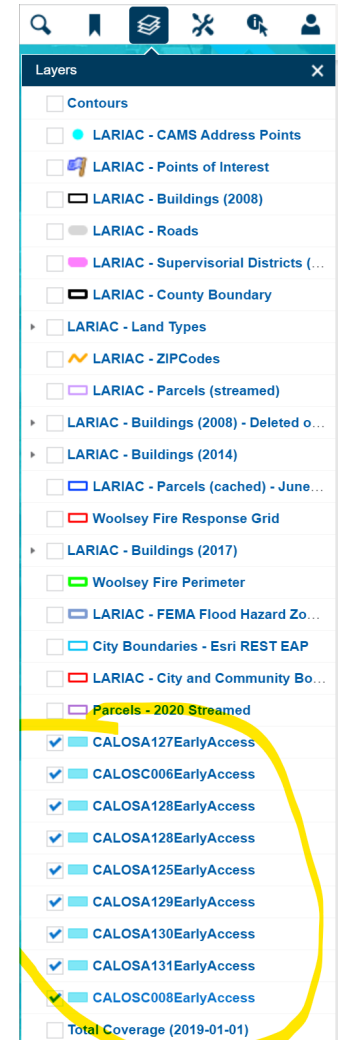 Layers
Contours
LARIAC - CAMS Address Points
LARIAC - Points of Interest
LARIAC - Buildings (2008)
LARIAC - Roads
LARIAC - Supervisorial Districts (...
LARIAC - County Boundary
LARIAC - Land Types
LARIAC - ZIPCodes
LARIAC - Parcels (streamed)
LARIAC - Buildings (2008) - Deleted o...
LARIAC - Buildings (2014)
LARIAC - Parcels (cached) - June...
Woolsey Fire Response Grid
LARIAC - Buildings (2017)
Woolsey Fire Perimeter
LARIAC - FEMA Flood Hazard Zo...
City Boundaries - Esri REST EAP
LARIAC - City and Community Bo...
Parcels - 2020 Streamed
CALOSA127EarlyAccess
CALOSC006EarlyAccess
CALOSA128EarlyAccess
CALOSA128EarlyAccess
CALOSA125EarlyAccess
CALOSA129EarlyAccess
CALOSA130EarlyAccess
CALOSA131EarlyAccess
CALOSC008EarlyAccess
Total Coverage (2019-01-01)